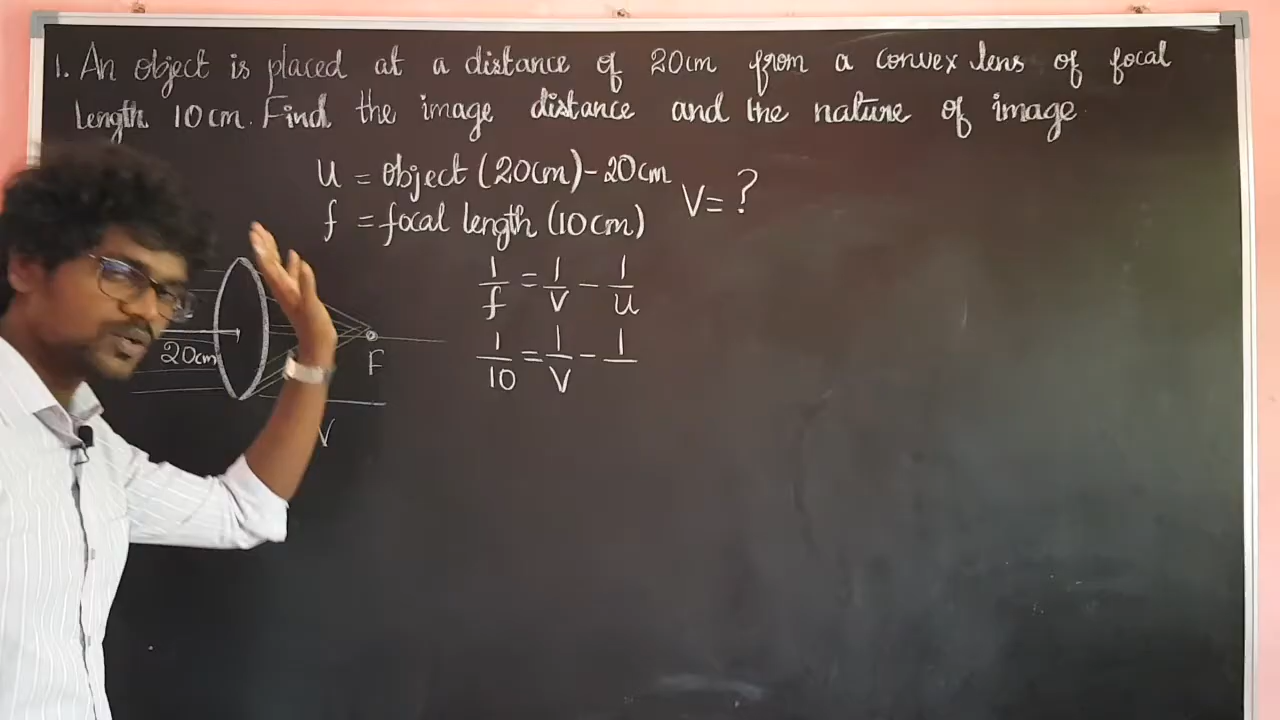 1. An object is placed at a distance of 20cm from a convex lens of focal
length 10cm. Find the image distance and the nature of image
u = object (20cm) -20cm
V = ?
f = focal length (10cm)
1/f = 1/v - 1/u
1/10 = 1/V - 1/
20cm
F
V